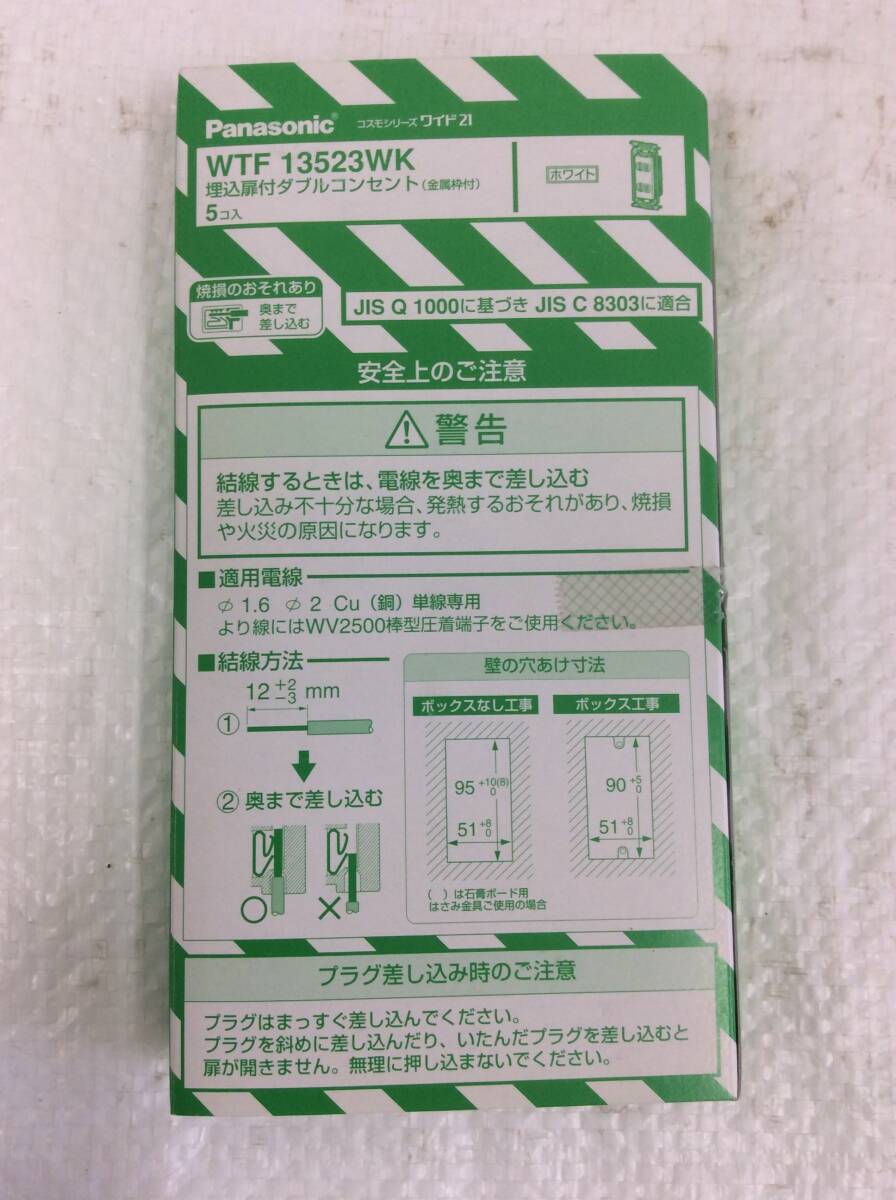 Panasonic® コスモシリーズ ワイド21
WTF 13523WK
埋込扉付ダブルコンセント(金属枠付)
5コ入
ホワイト
焼損のおそれあり
奥まで
差し込む
JIS Q 1000に基づき JIS C 8303に適合
安全上のご注意
警告
結線するときは、電線を奥まで差し込む
差し込み不十分な場合、発熱するおそれがあり、焼損
や火災の原因になります。
■適用電線
φ1.6 φ2 Cu(銅)単線専用
より線にはWV2500棒型圧着端子をご使用ください。
■結線方法
12 +2 −3 mm
①
②奥まで差し込む
○ ×
壁の穴あけ寸法
ボックスなし工事
95 +10(8) 0
51 +8 0
( )は石膏ボード用
はさみ金具ご使用の場合
ボックス工事
90 +5 0
51 +8 0
プラグ差し込み時のご注意
プラグはまっすぐ差し込んでください。
プラグを斜めに差し込んだり、いたんだプラグを差し込むと
扉が開きません。無理に押し込まないでください。